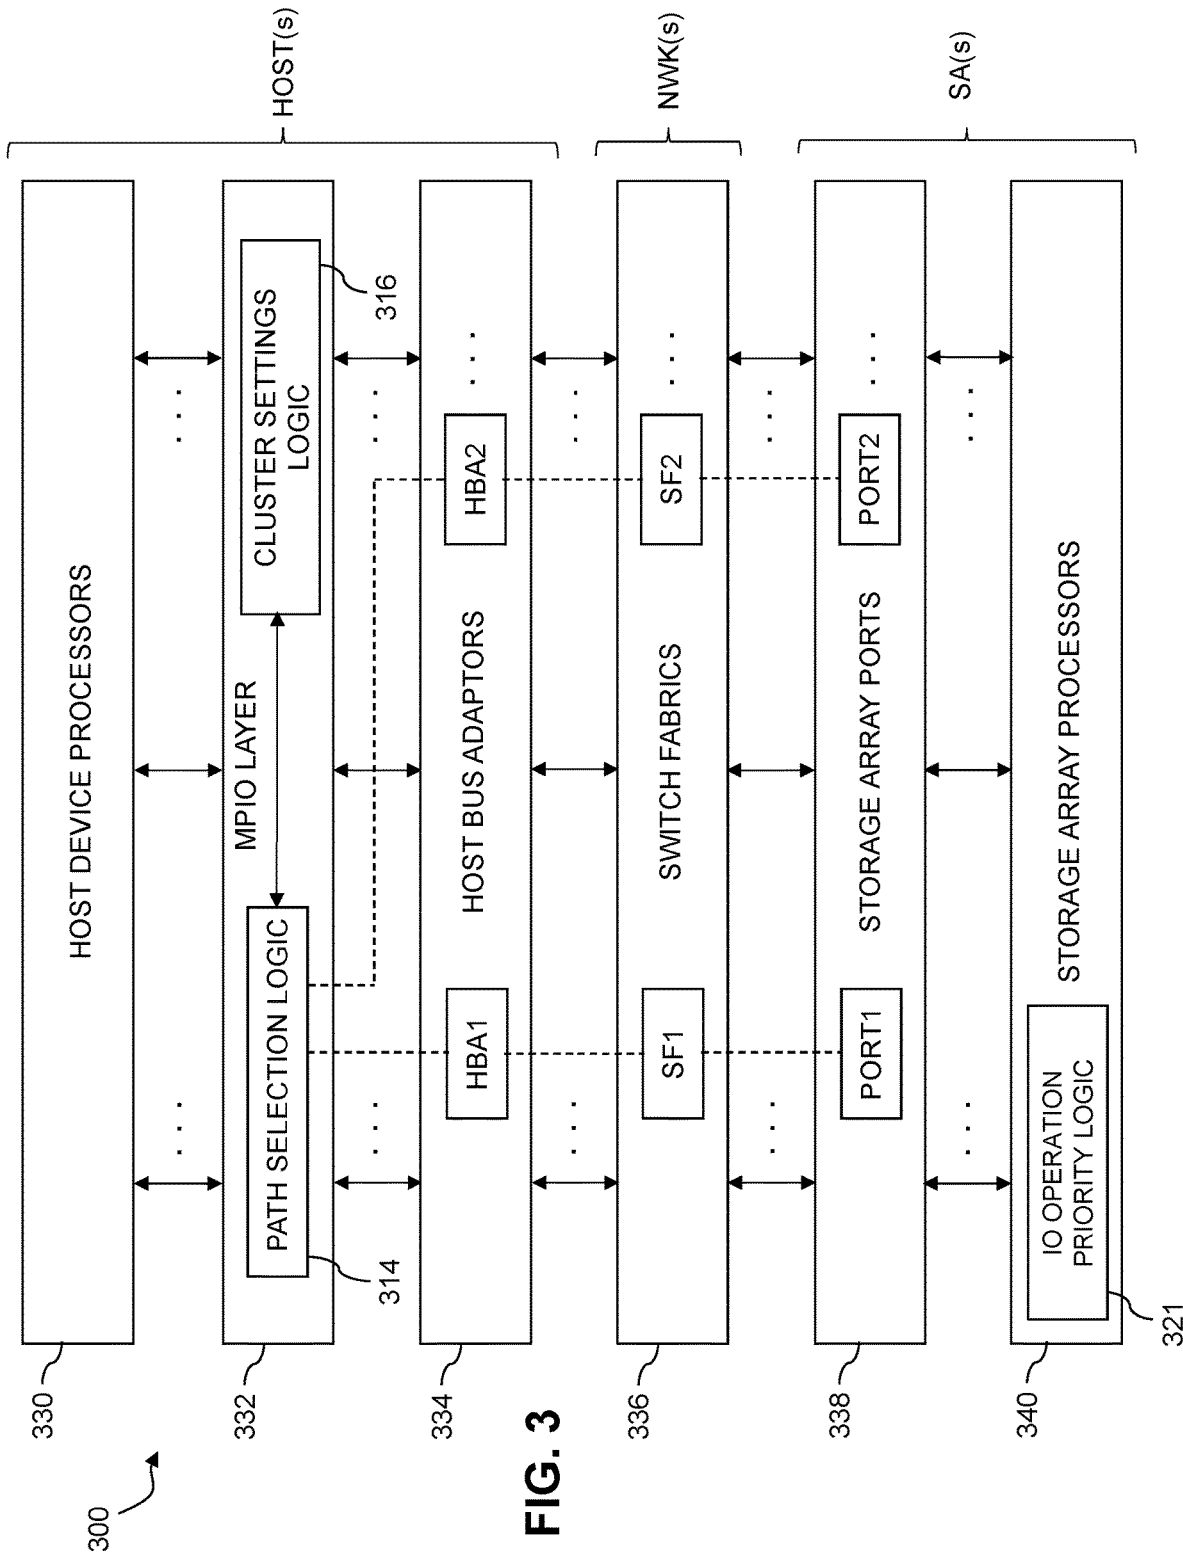 300
330
HOST DEVICE PROCESSORS
HOST(s)
332
MPIO LAYER
PATH SELECTION LOGIC
314
CLUSTER SETTINGS
LOGIC
316
334
HBA1
HOST BUS ADAPTORS
HBA2
336
SF1
SWITCH FABRICS
SF2
NWK(s)
338
PORT1
STORAGE ARRAY PORTS
PORT2
SA(s)
340
IO OPERATION
PRIORITY LOGIC
321
STORAGE ARRAY PROCESSORS
FIG. 3